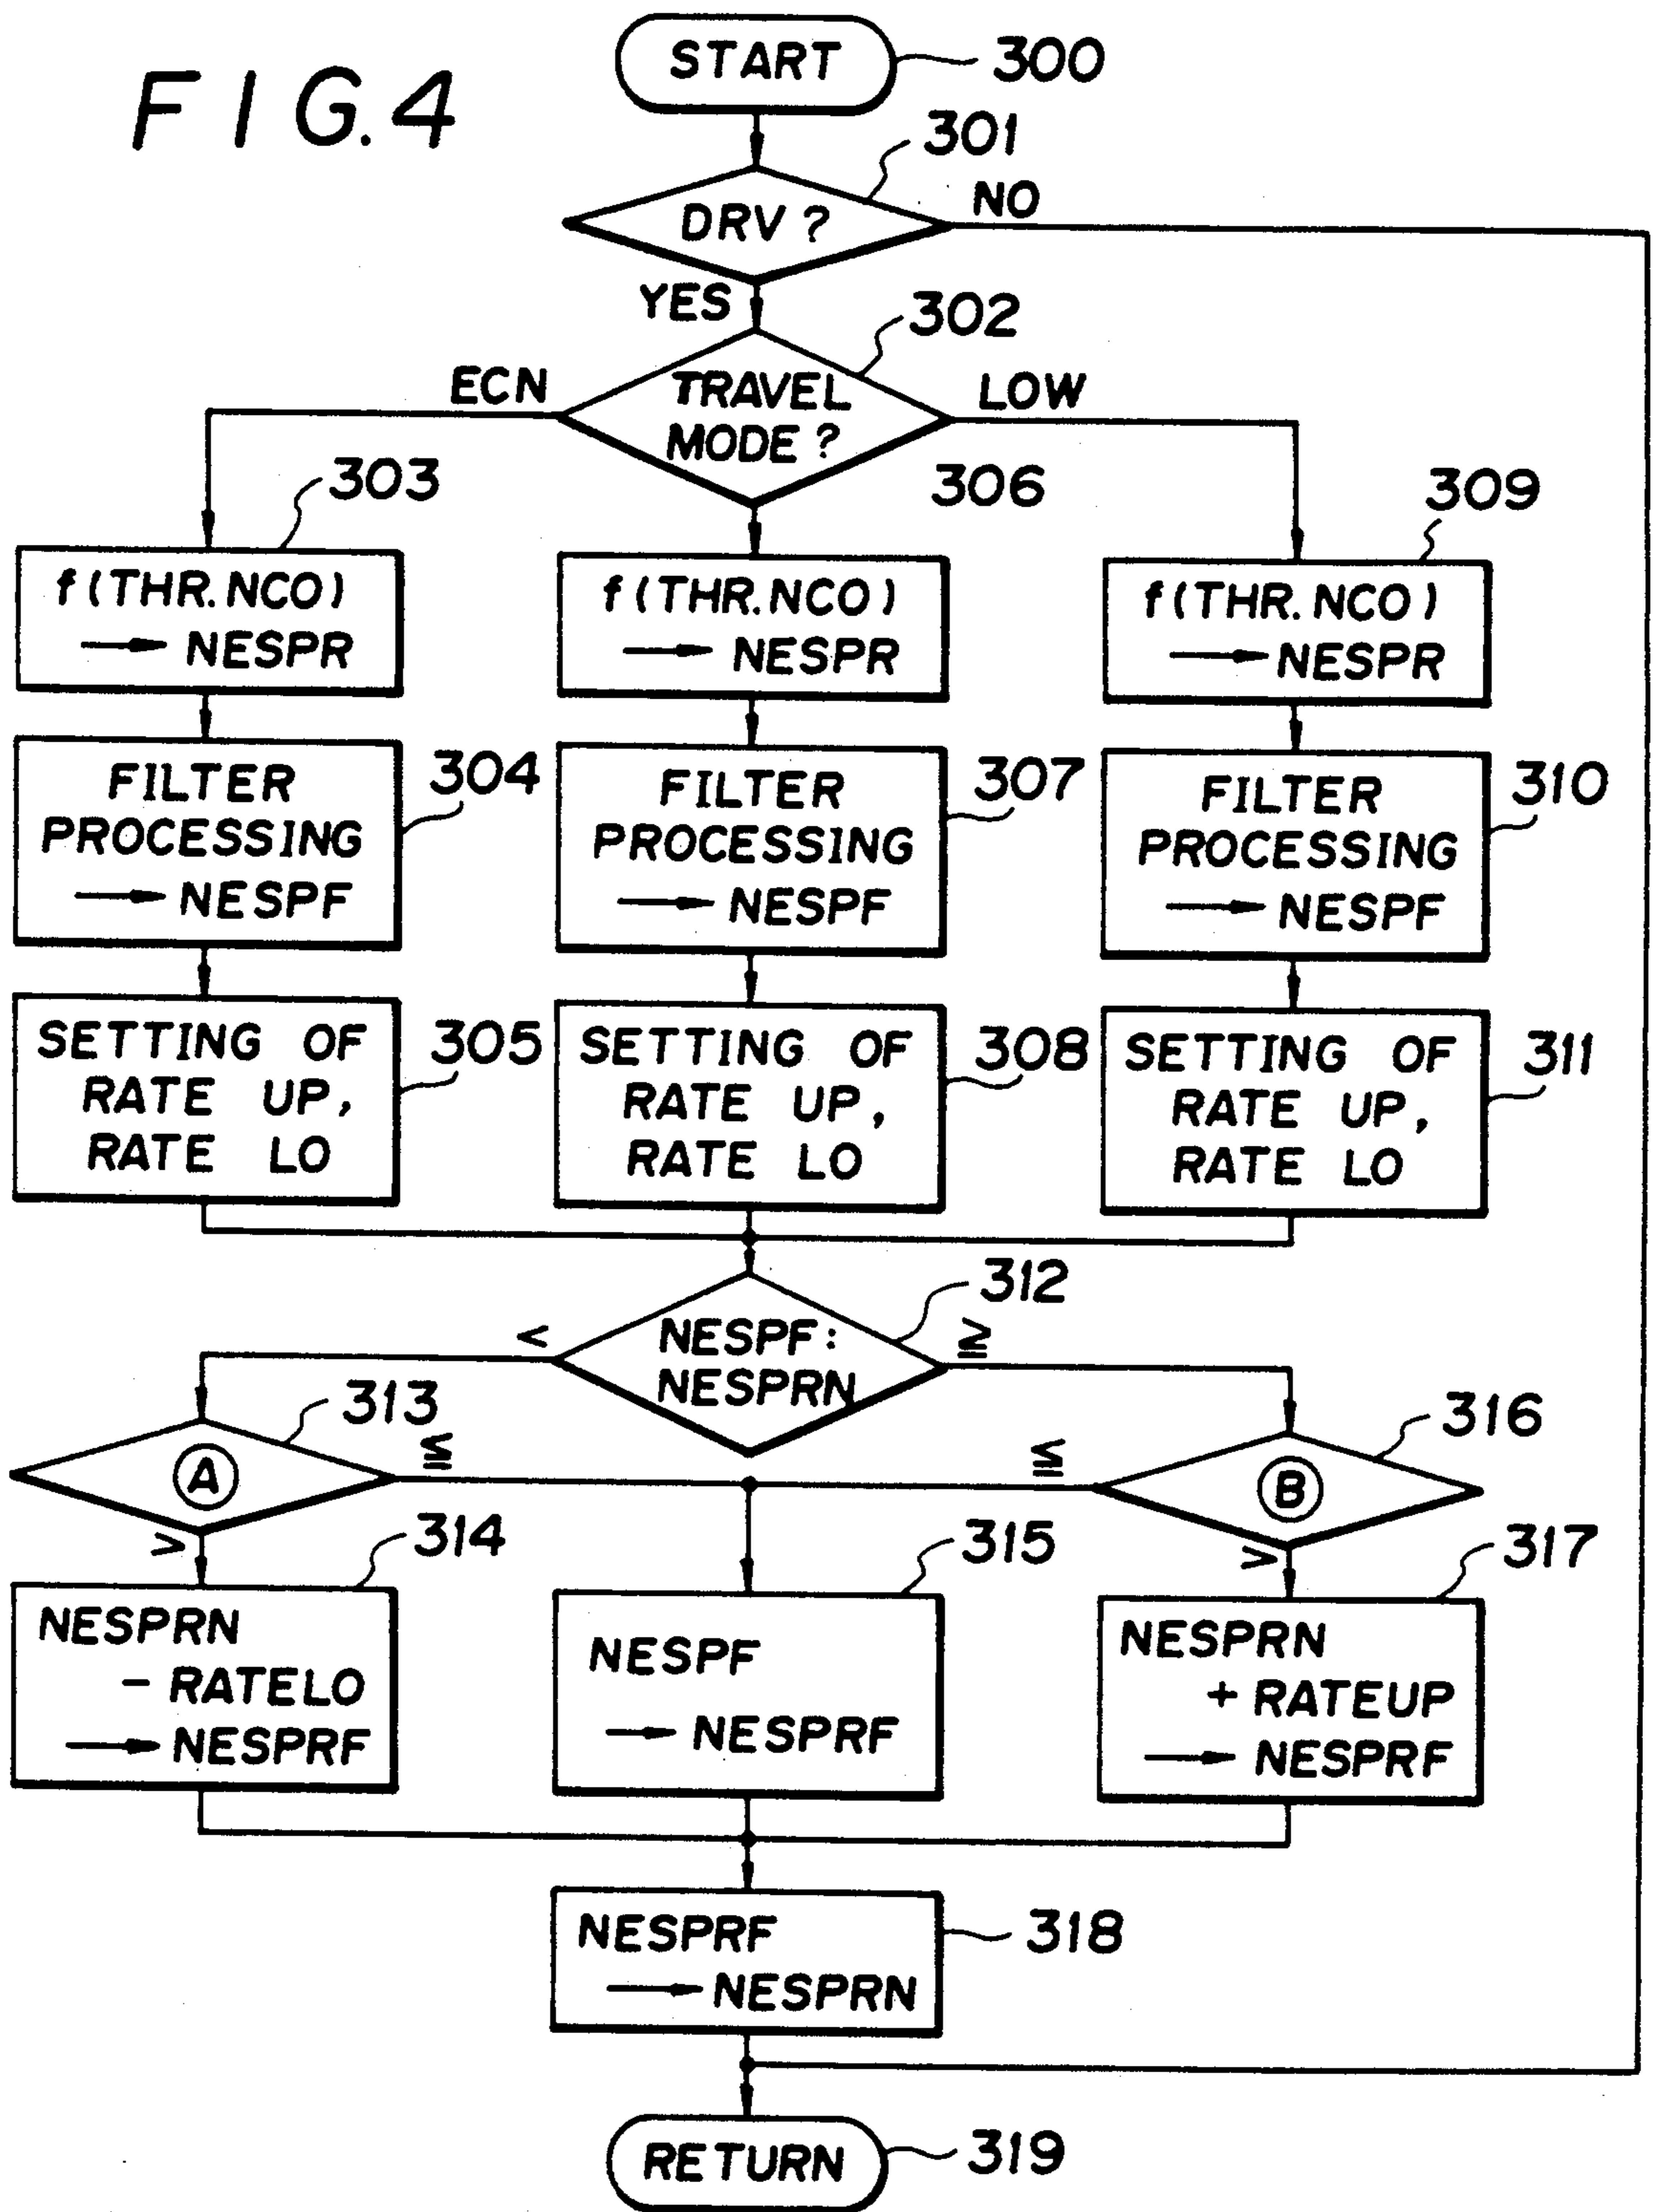 FIG. 4
START
300
301
DRV ?
NO
YES
302
ECN
TRAVEL
MODE ?
LOW
303
306
309
f (THR. NCO)
→ NESPR
f (THR. NCO)
→ NESPR
f (THR. NCO)
→ NESPR
FILTER
PROCESSING
→ NESPF
304
FILTER
PROCESSING
→ NESPF
307
FILTER
PROCESSING
→ NESPF
310
SETTING OF
RATE UP,
RATE LO
305
SETTING OF
RATE UP,
RATE LO
308
SETTING OF
RATE UP,
RATE LO
311
312
<
NESPF:
NESPRN
≧
313
A
≦
>
316
B
≦
>
314
NESPRN
- RATELO
→ NESPRF
315
NESPF
→ NESPRF
317
NESPRN
+ RATEUP
→ NESPRF
NESPRF
→ NESPRN
318
RETURN
319